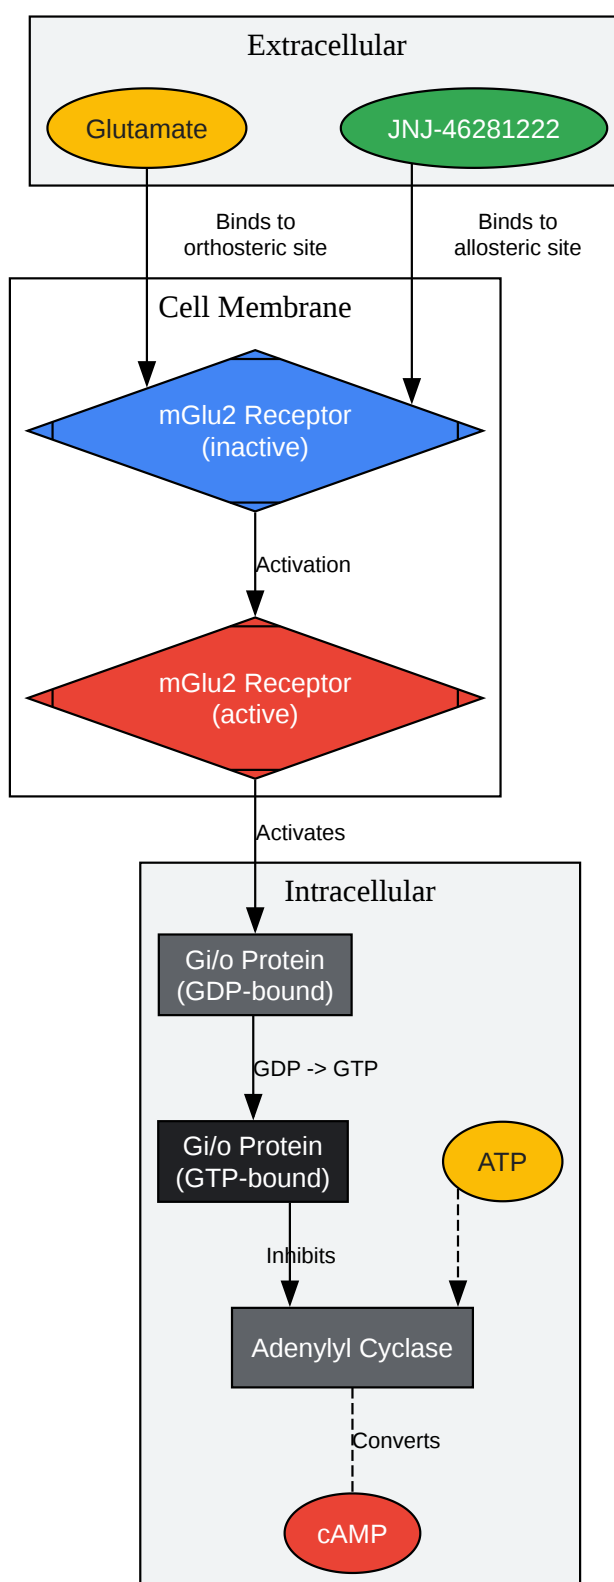 Extracellular
Glutamate
JNJ-46281222
Binds to
orthosteric site
Binds to
allosteric site
Cell Membrane
mGlu2 Receptor
(inactive)
Activation
mGlu2 Receptor
(active)
Activates
Intracellular
Gi/o Protein
(GDP-bound)
GDP -> GTP
Gi/o Protein
(GTP-bound)
ATP
Inhibits
Adenylyl Cyclase
Converts
cAMP